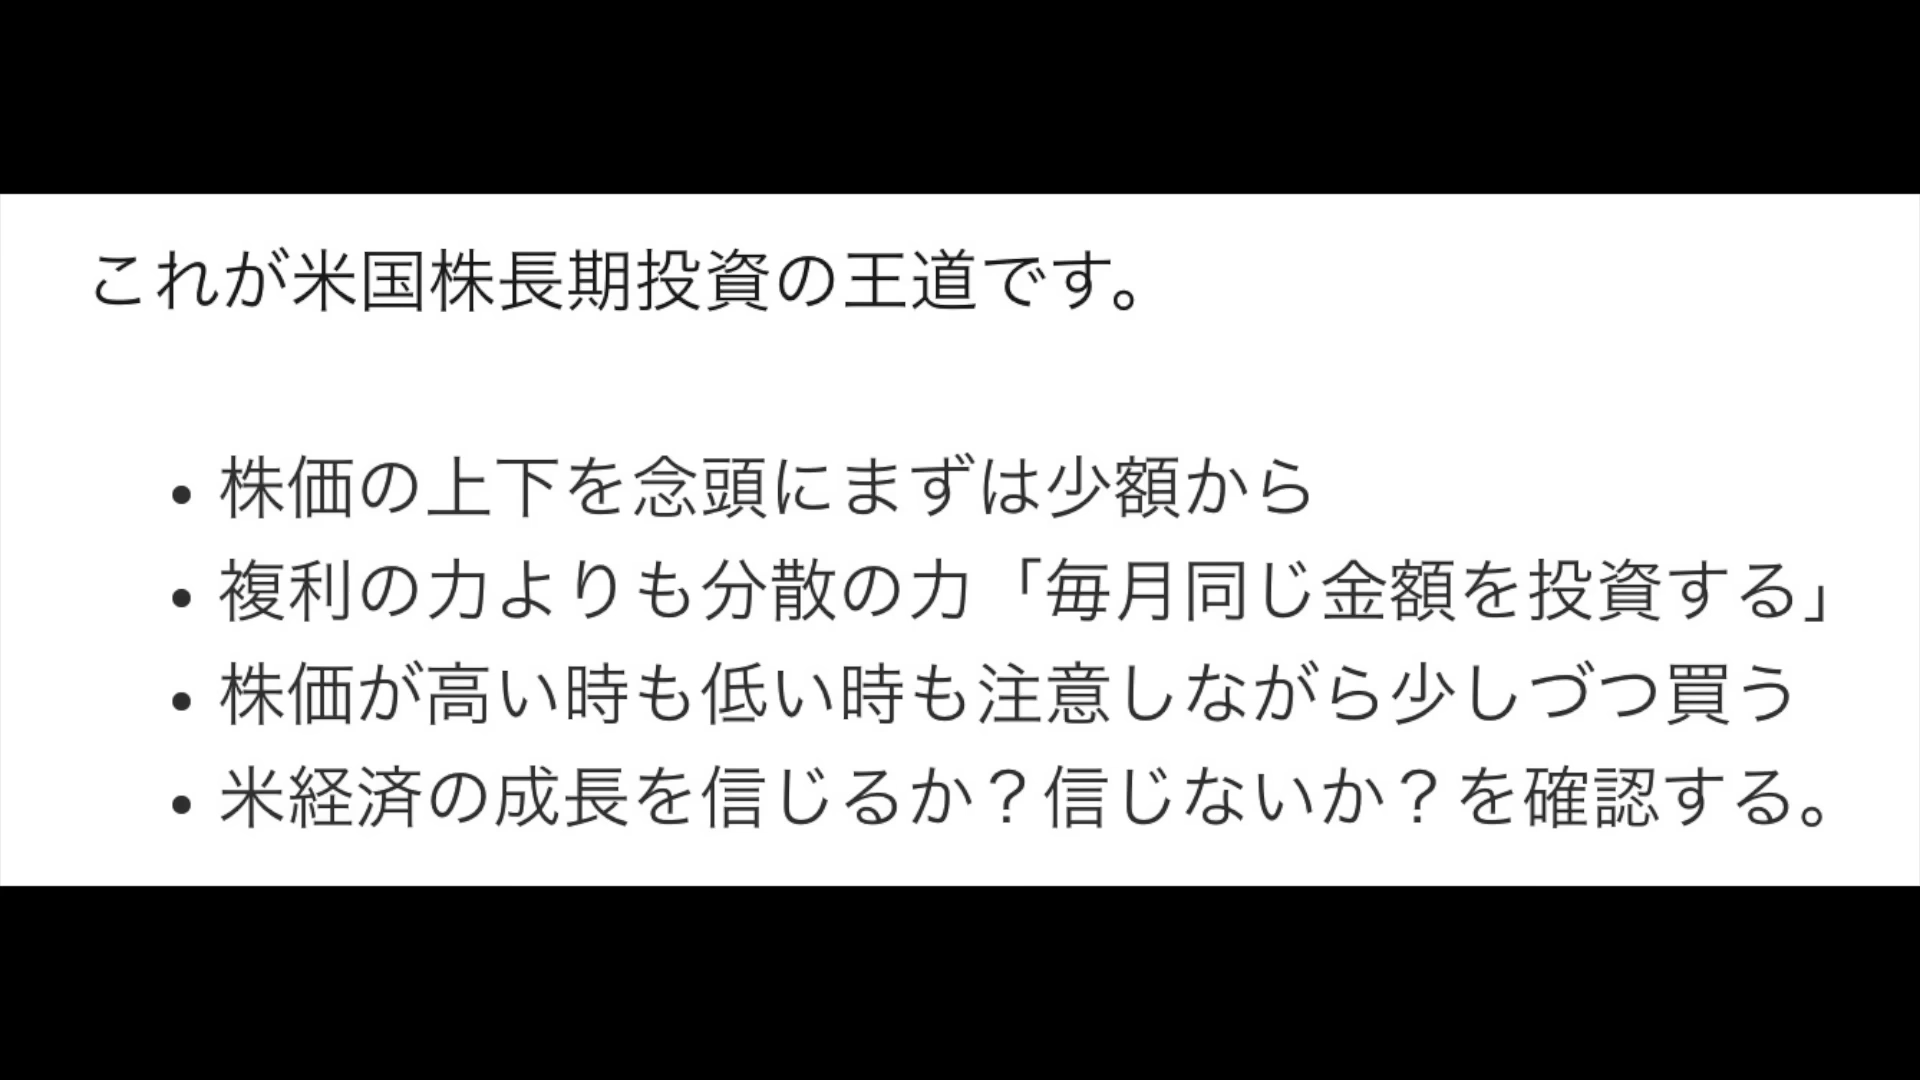 これが米国株長期投資の王道です。
• 株価の上下を念頭にまずは少額から
• 複利の力よりも分散の力「毎月同じ金額を投資する」
• 株価が高い時も低い時も注意しながら少しづつ買う
• 米経済の成長を信じるか？信じないか？を確認する。